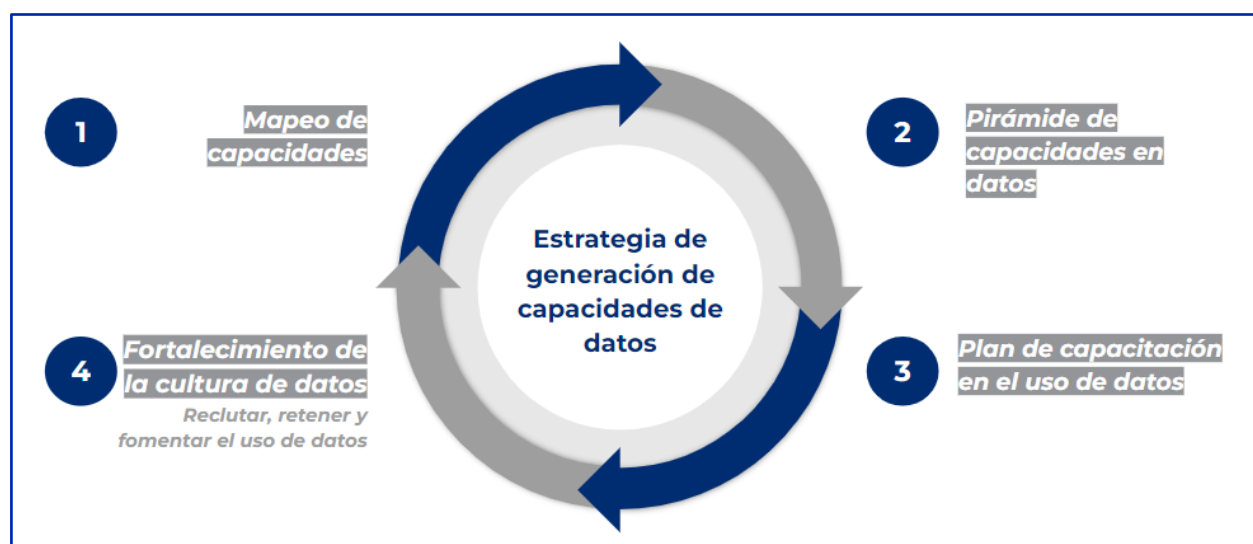 1
Mapeo de
capacidades
2
Pirámide de
capacidades en
datos
Estrategia de
generación de
capacidades de
datos
3
Plan de capacitación
en el uso de datos
4
Fortalecimiento de
la cultura de datos
Reclutar, retener y
fomentar el uso de datos